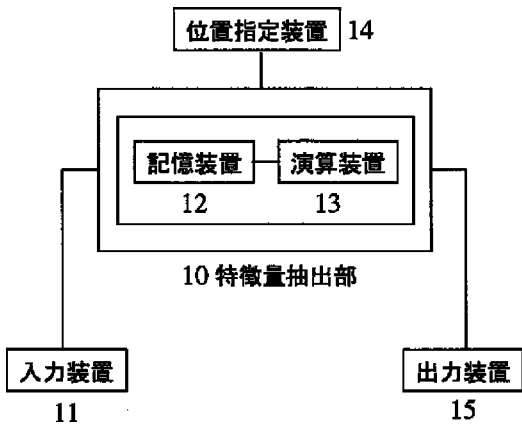 位置指定装置 14
記憶装置 演算装置
12 13
10 特徴量抽出部
入力装置 出力装置
11 15